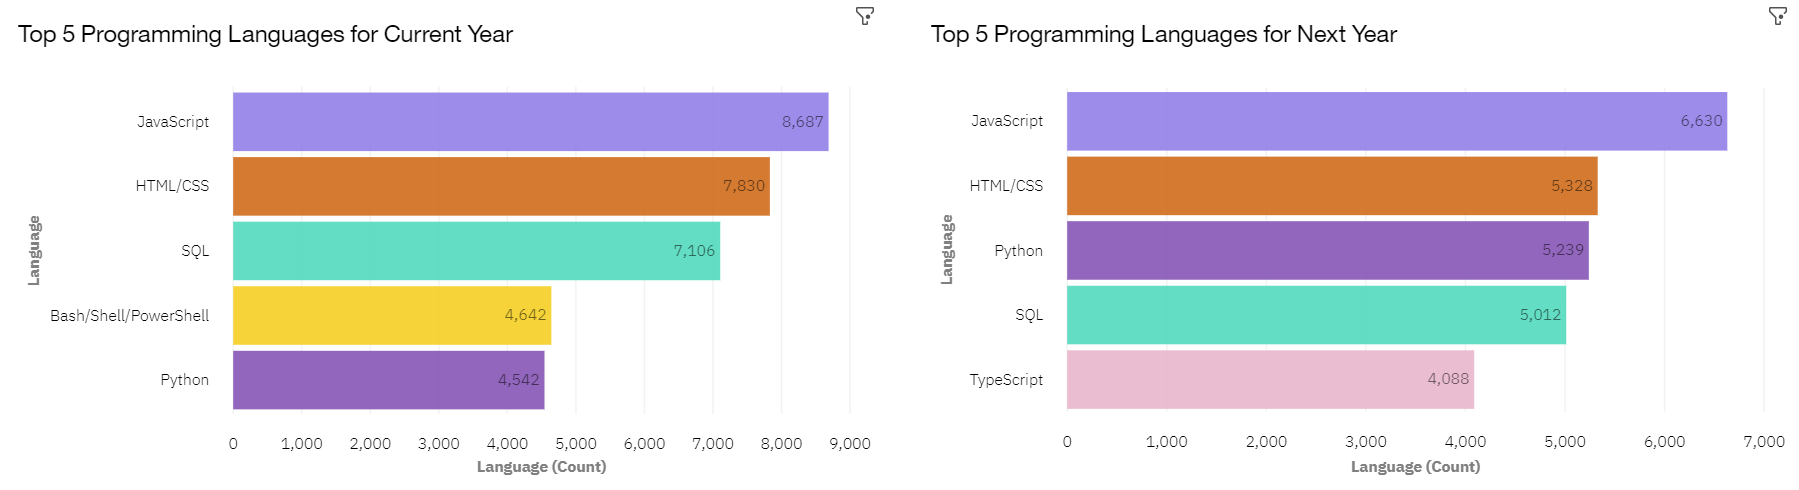 Top 5 Programming Languages for Current Year
Language
JavaScript 8,687
HTML/CSS 7,830
SQL 7,106
Bash/Shell/PowerShell 4,642
Python 4,542
0 1,000 2,000 3,000 4,000 5,000 6,000 7,000 8,000 9,000
Language (Count)
Top 5 Programming Languages for Next Year
Language
JavaScript 6,630
HTML/CSS 5,328
Python 5,239
SQL 5,012
TypeScript 4,088
0 1,000 2,000 3,000 4,000 5,000 6,000 7,000
Language (Count)